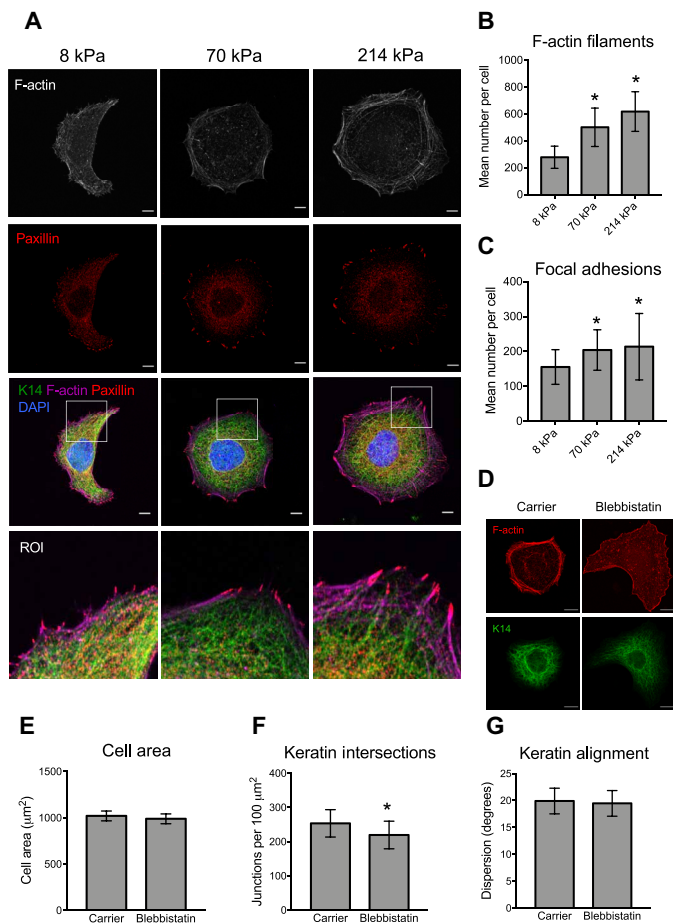 A
8 kPa 70 kPa 214 kPa
F-actin
Paxillin
K14 F-actin Paxillin
DAPI
ROI
B
F-actin filaments
Mean number per cell
1000
800
600
400
200
0
* *
8 kPa 70 kPa 214 kPa
C
Focal adhesions
Mean number per cell
400
300
200
100
0
* *
8 kPa 70 kPa 214 kPa
D
Carrier Blebbistatin
F-actin
K14
E
Cell area
Cell area (μm2)
1500
1000
500
0
Carrier Blebbistatin
F
Keratin intersections
Junctions per 100 μm2
400
300
200
100
0
*
Carrier Blebbistatin
G
Keratin alignment
Dispersion (degrees)
25
20
15
10
5
0
Carrier Blebbistatin